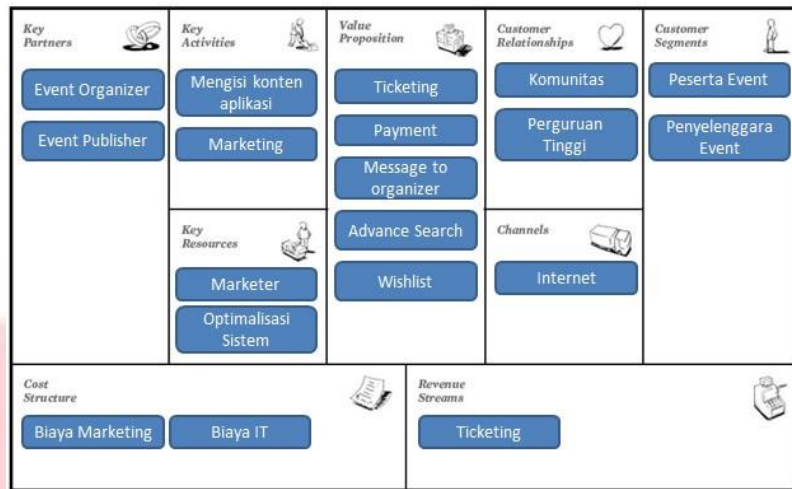 Key
Partners
Event Organizer
Event Publisher
Key
Activities
Mengisi konten
aplikasi
Marketing
Key
Resources
Marketer
Optimalisasi
Sistem
Value
Proposition
Ticketing
Payment
Message to
organizer
Advance Search
Wishlist
Customer
Relationships
Komunitas
Perguruan
Tinggi
Channels
Internet
Customer
Segments
Peserta Event
Penyelenggara
Event
Cost
Structure
Biaya Marketing
Biaya IT
Revenue
Streams
Ticketing